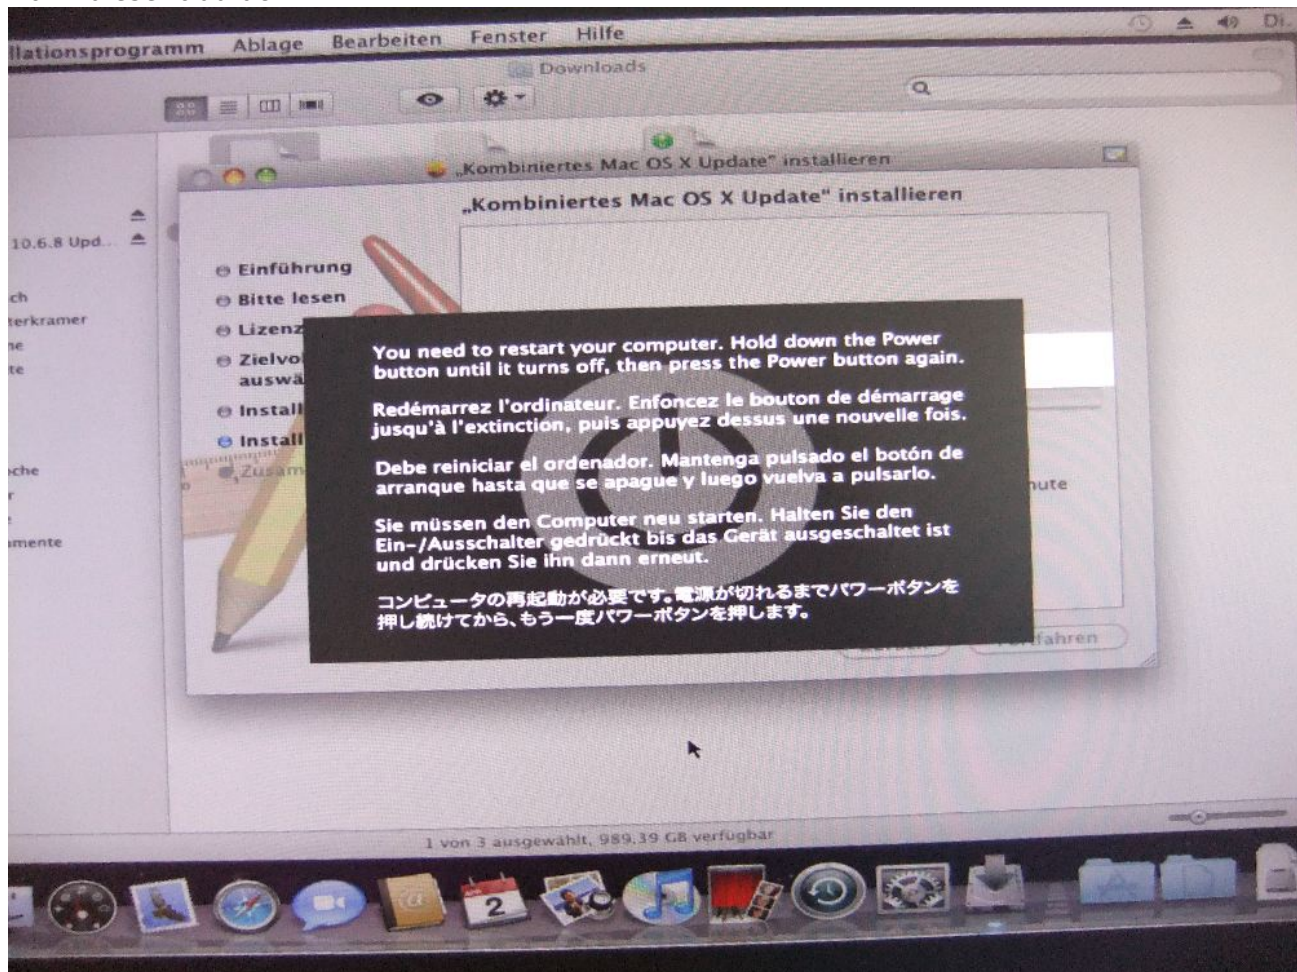 llationsprogramm Ablage Bearbeiten Fenster Hilfe Di.
Downloads
„Kombiniertes Mac OS X Update“ installieren
„Kombiniertes Mac OS X Update“ installieren
10.6.8 Upd...
ch
terkramer
ne
te
che
r
mente
Einführung
Bitte lesen
Lizenz
Zielvo
auswä
Install
Install
Zusam
You need to restart your computer. Hold down the Power
button until it turns off, then press the Power button again.
Redémarrez l'ordinateur. Enfoncez le bouton de démarrage
jusqu'à l'extinction, puis appuyez dessus une nouvelle fois.
Debe reiniciar el ordenador. Mantenga pulsado el botón de
arranque hasta que se apague y luego vuelva a pulsarlo.
Sie müssen den Computer neu starten. Halten Sie den
Ein-/Ausschalter gedrückt bis das Gerät ausgeschaltet ist
und drücken Sie ihn dann erneut.
コンピュータの再起動が必要です。電源が切れるまでパワーボタンを
押し続けてから、もう一度パワーボタンを押します。
nute
fahren
1 von 3 ausgewählt, 989,39 GB verfügbar
2